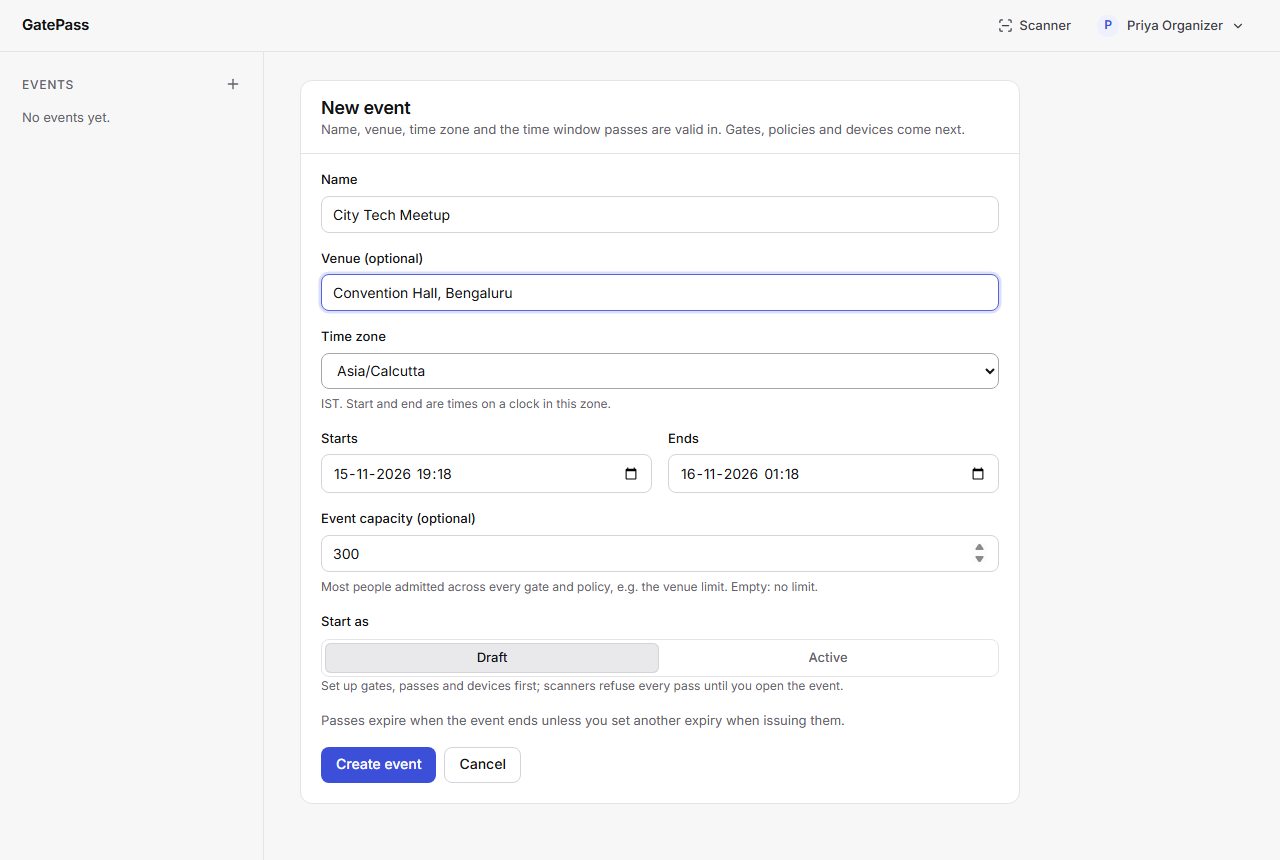 GatePass
Scanner
P
Priya Organizer
EVENTS
No events yet.
New event
Name, venue, time zone and the time window passes are valid in. Gates, policies and devices come next.
Name
City Tech Meetup
Venue (optional)
Convention Hall, Bengaluru
Time zone
Asia/Calcutta
IST. Start and end are times on a clock in this zone.
Starts
Ends
15-11-2026 19:18
16-11-2026 01:18
Event capacity (optional)
300
Most people admitted across every gate and policy, e.g. the venue limit. Empty: no limit.
Start as
Draft
Active
Set up gates, passes and devices first; scanners refuse every pass until you open the event.
Passes expire when the event ends unless you set another expiry when issuing them.
Create event
Cancel